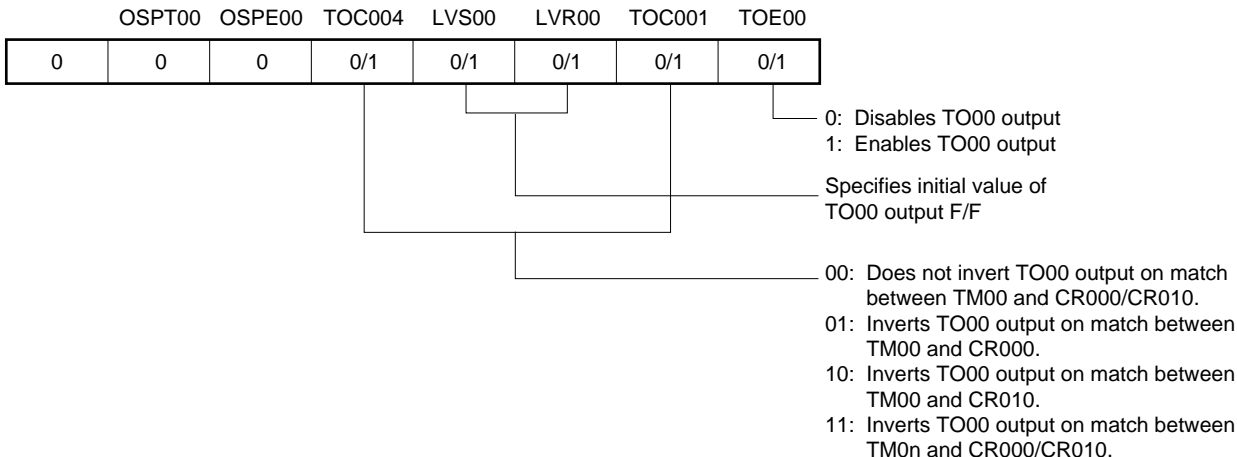 OSPT00 OSPE00 TOC004 LVS00 LVR00 TOC001 TOE00
0 0 0 0/1 0/1 0/1 0/1 0/1
0: Disables TO00 output
1: Enables TO00 output
Specifies initial value of
TO00 output F/F
00: Does not invert TO00 output on match
between TM00 and CR000/CR010.
01: Inverts TO00 output on match between
TM00 and CR000.
10: Inverts TO00 output on match between
TM00 and CR010.
11: Inverts TO00 output on match between
TM0n and CR000/CR010.